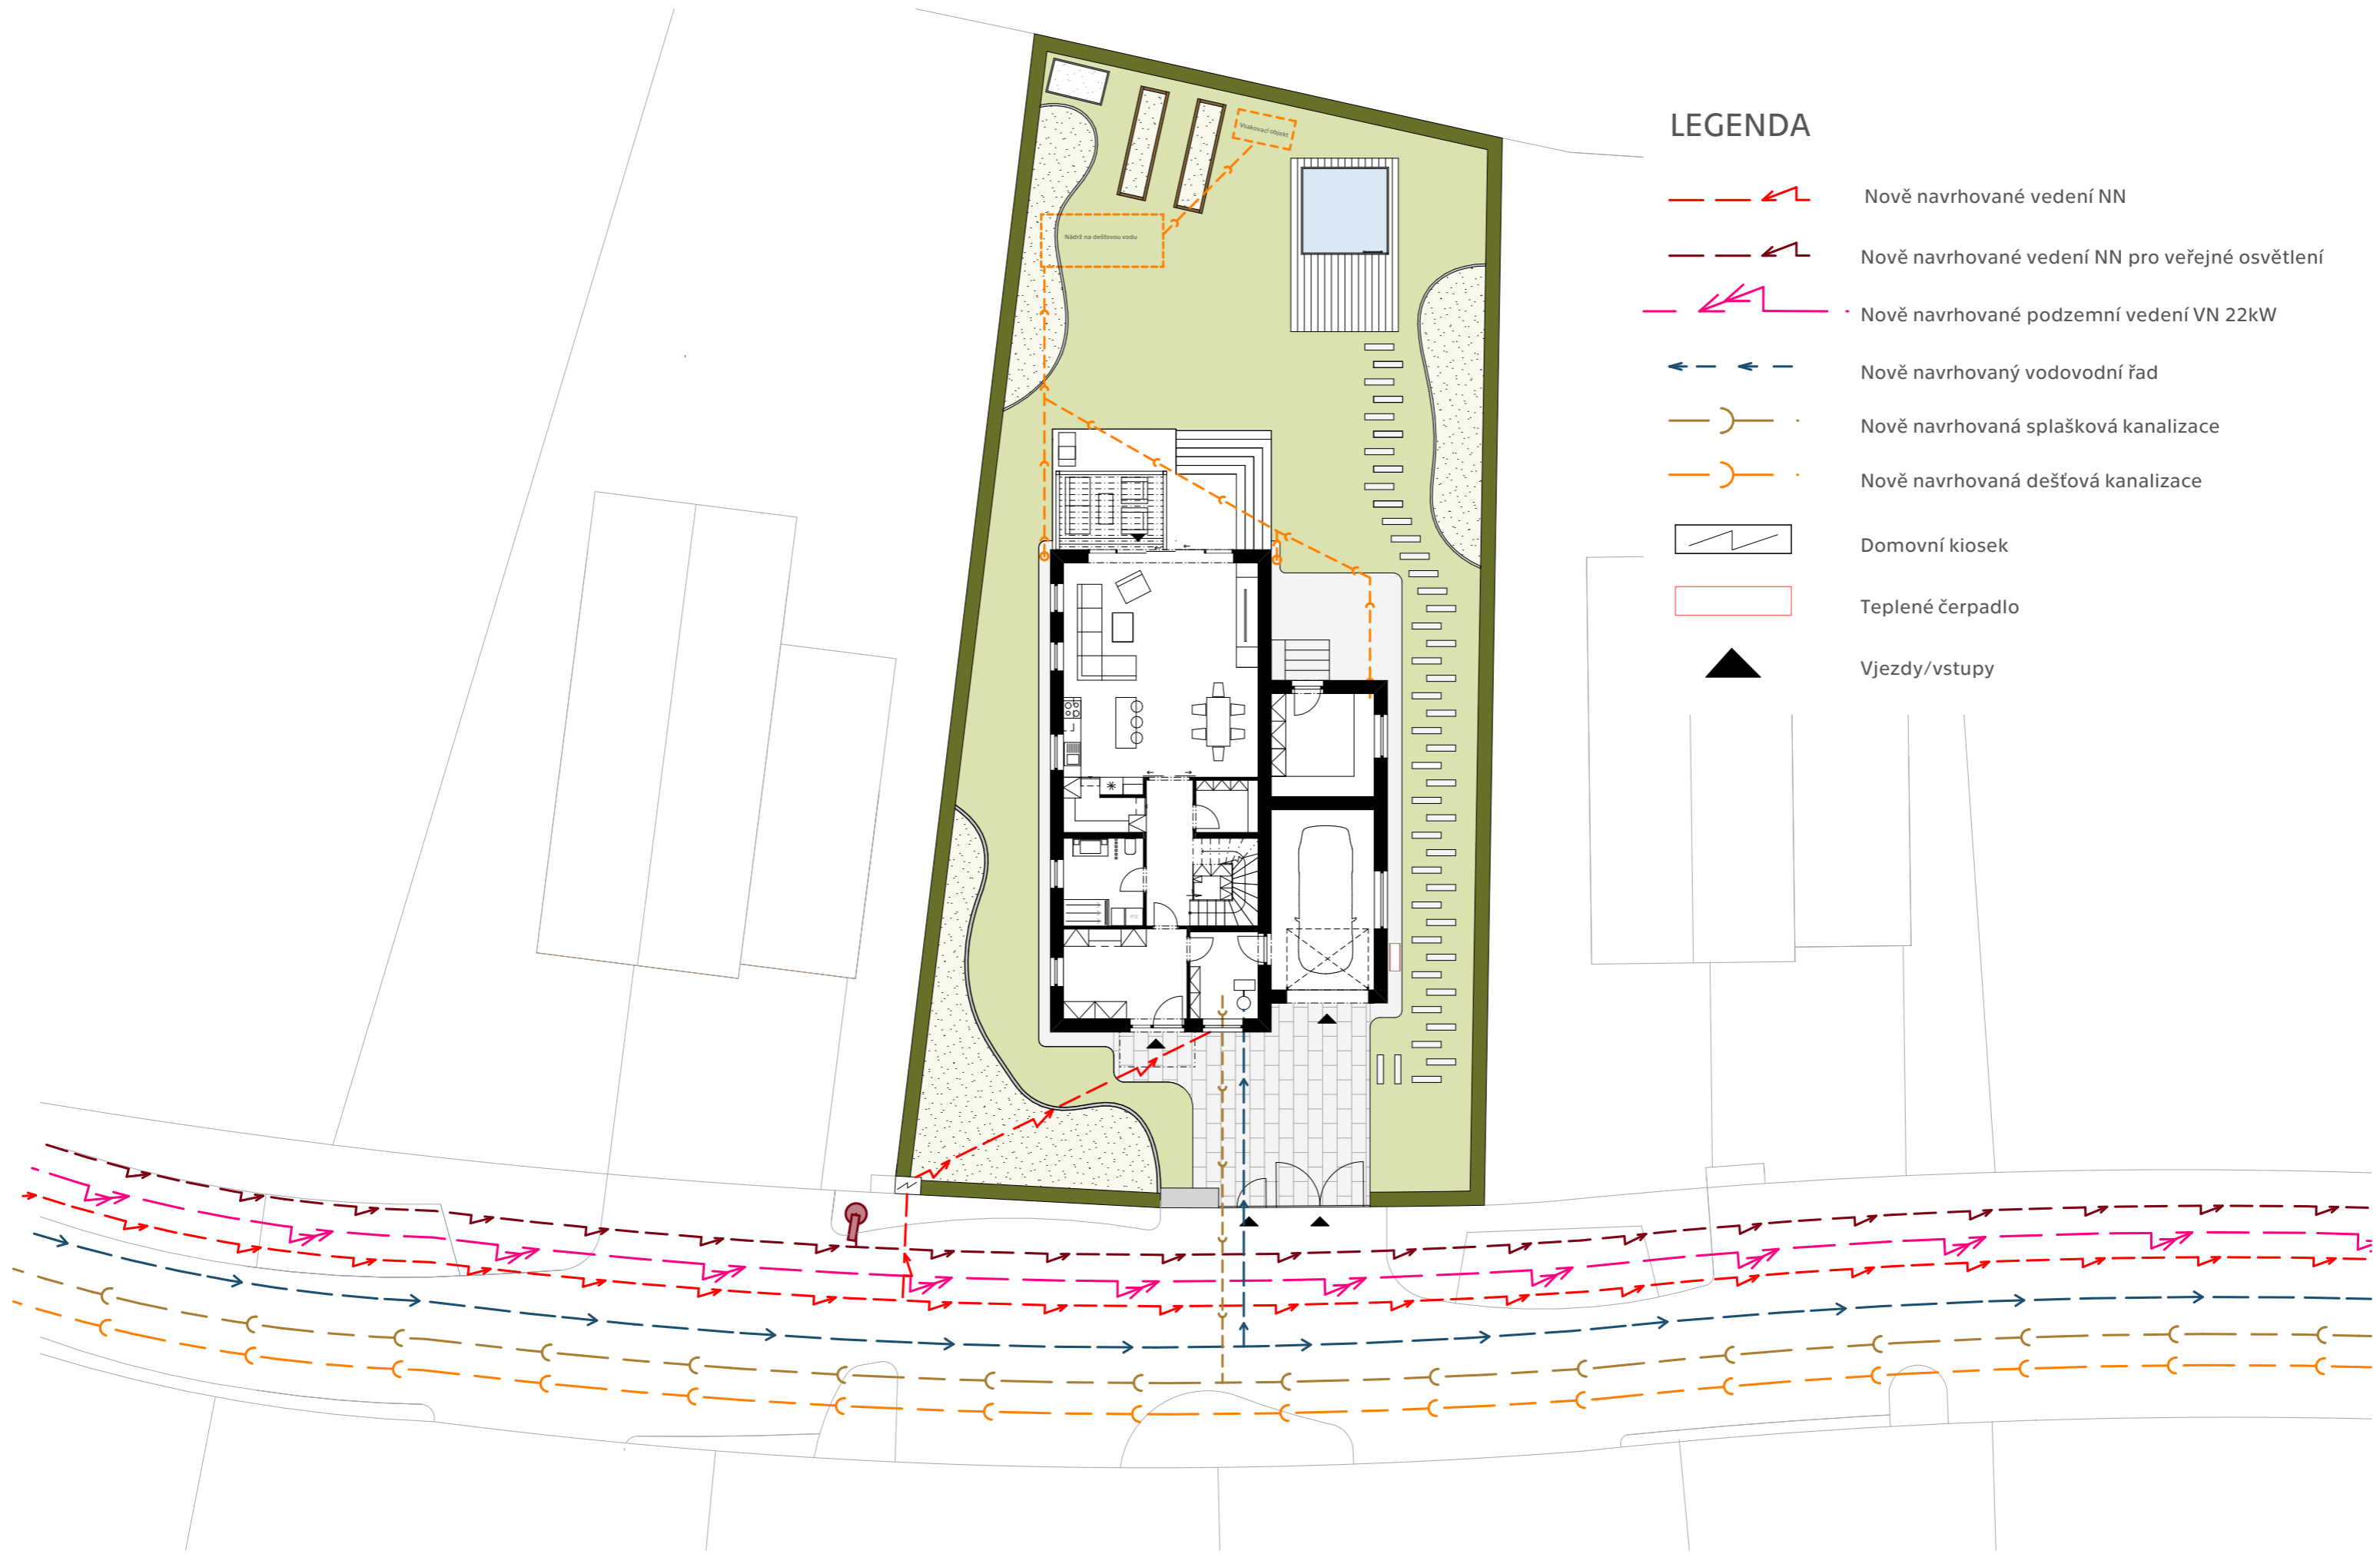 Vsakovací objekt
Nádrž na dešťovou vodu
LEGENDA
Nově navrhované vedení NN
Nově navrhované vedení NN pro veřejné osvětlení
Nově navrhované podzemní vedení VN 22kW
Nově navrhovaný vodovodní řad
Nově navrhovaná splašková kanalizace
Nově navrhovaná dešťová kanalizace
Domovní kiosek
Teplené čerpadlo
Vjezdy/vstupy